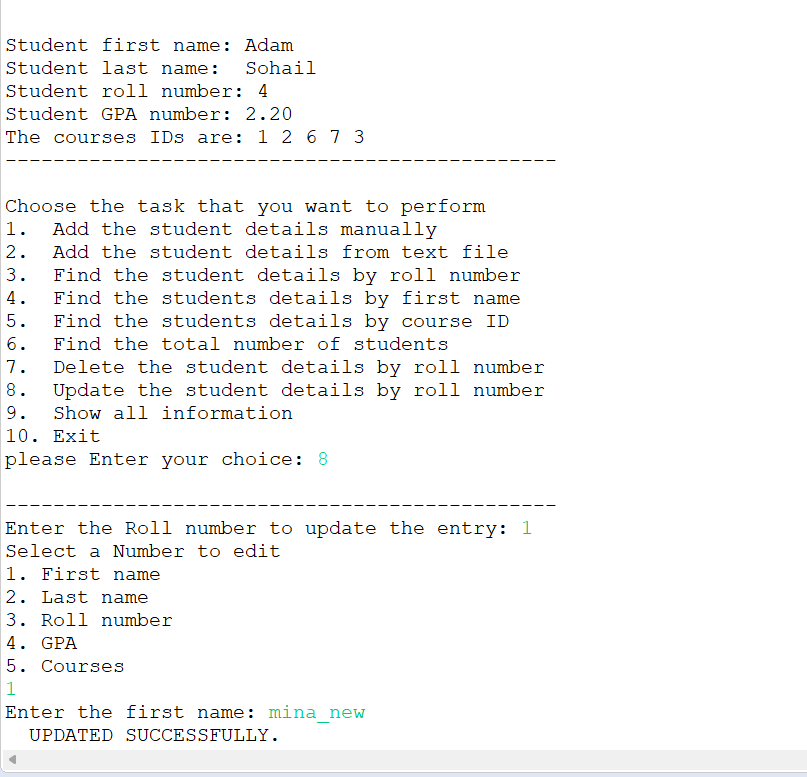 Student first name: Adam
Student last name:  Sohail
Student roll number: 4
Student GPA number: 2.20
The courses IDs are: 1 2 6 7 3
----------------------------------------------
Choose the task that you want to perform
1.  Add the student details manually
2.  Add the student details from text file
3.  Find the student details by roll number
4.  Find the students details by first name
5.  Find the students details by course ID
6.  Find the total number of students
7.  Delete the student details by roll number
8.  Update the student details by roll number
9.  Show all information
10. Exit
please Enter your choice: 8
----------------------------------------------
Enter the Roll number to update the entry: 1
Select a Number to edit
1. First name
2. Last name
3. Roll number
4. GPA
5. Courses
1
Enter the first name: mina_new
  UPDATED SUCCESSFULLY.